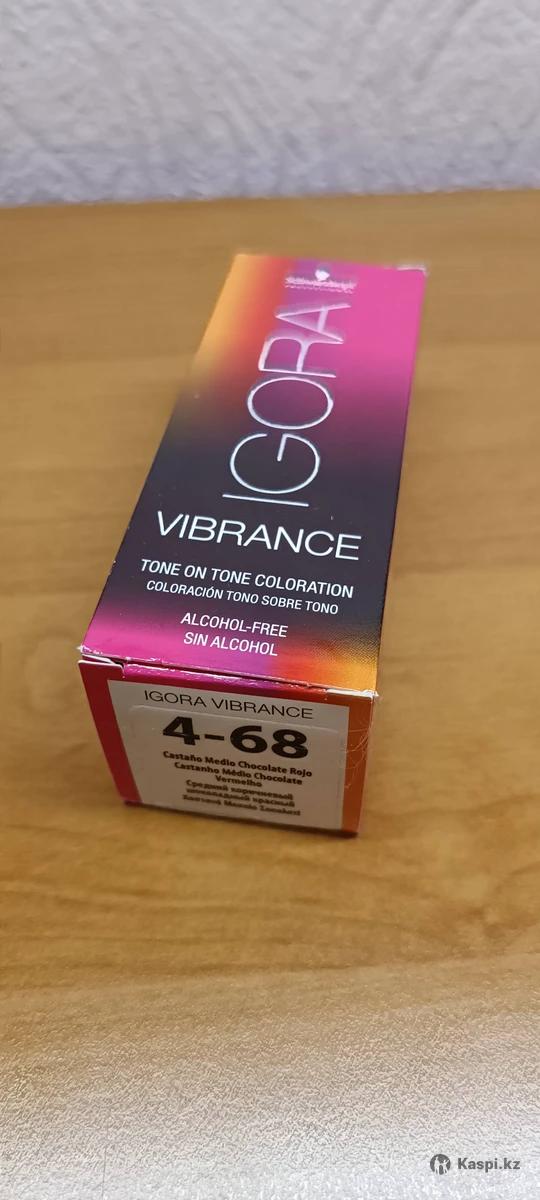 IGORA
VIBRANCE
TONE ON TONE COLORATION
COLORACIÓN TONO SOBRE TONO
ALCOHOL-FREE
SIN ALCOHOL
IGORA VIBRANCE
4-68
Castaño Medio Chocolate Rojo
Castanho Médio Chocolate
Vermelho
Средний коричневый
шоколадный красный
Kaspi.kz